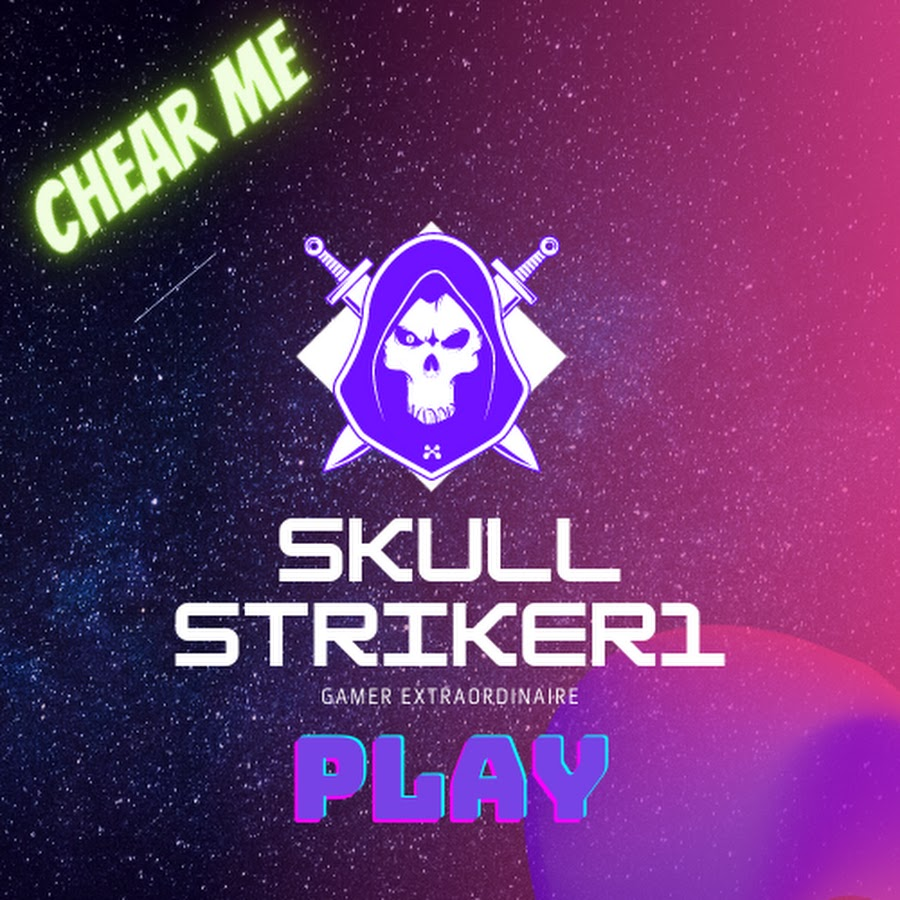 CHEAR ME
SKULL
STRIKER1
GAMER EXTRAORDINAIRE
PLAY